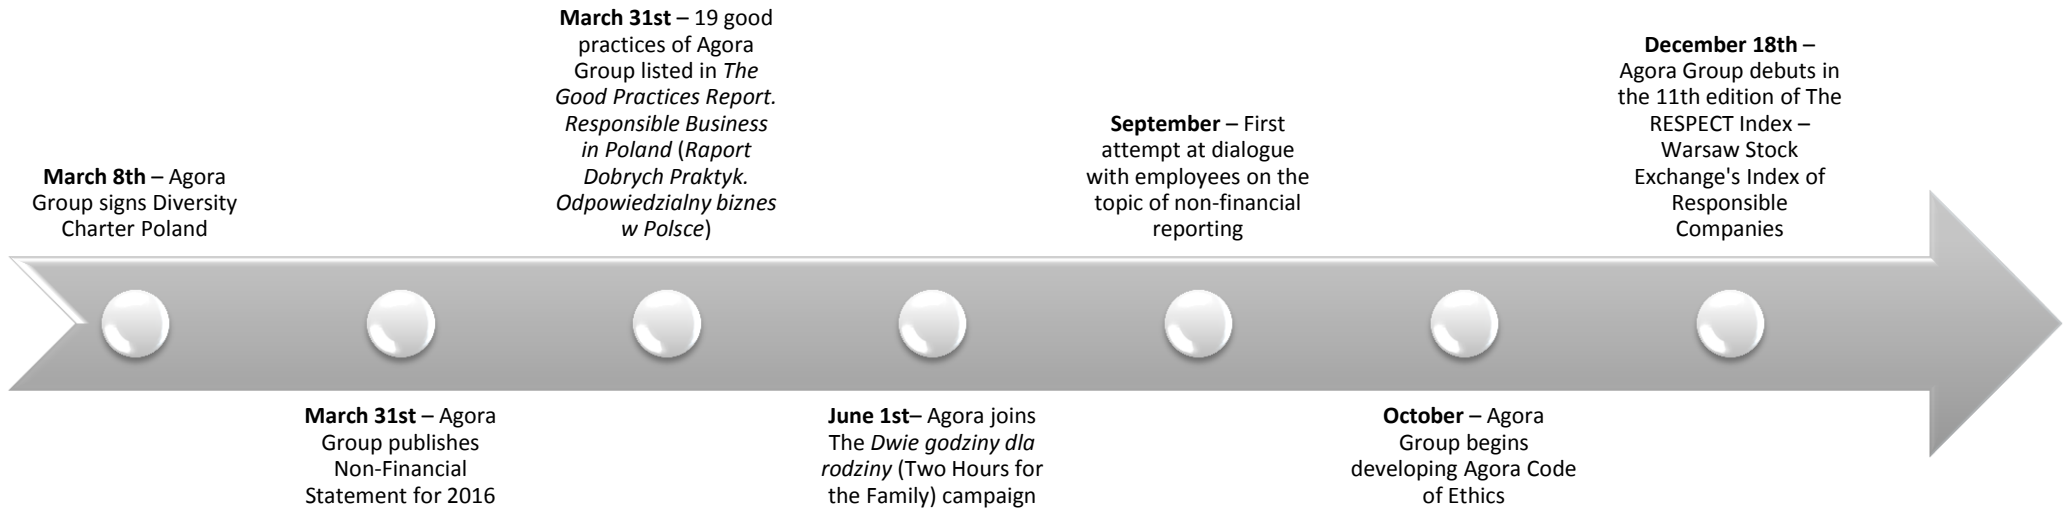 March 8th – Agora
Group signs Diversity
Charter Poland
March 31st – Agora
Group publishes
Non-Financial
Statement for 2016
March 31st – 19 good
practices of Agora
Group listed in The
Good Practices Report.
Responsible Business
in Poland (Raport
Dobrych Praktyk.
Odpowiedzialny biznes
w Polsce)
June 1st– Agora joins
The Dwie godziny dla
rodziny (Two Hours for
the Family) campaign
September – First
attempt at dialogue
with employees on the
topic of non-financial
reporting
October – Agora
Group begins
developing Agora Code
of Ethics
December 18th –
Agora Group debuts in
the 11th edition of The
RESPECT Index –
Warsaw Stock
Exchange's Index of
Responsible
Companies